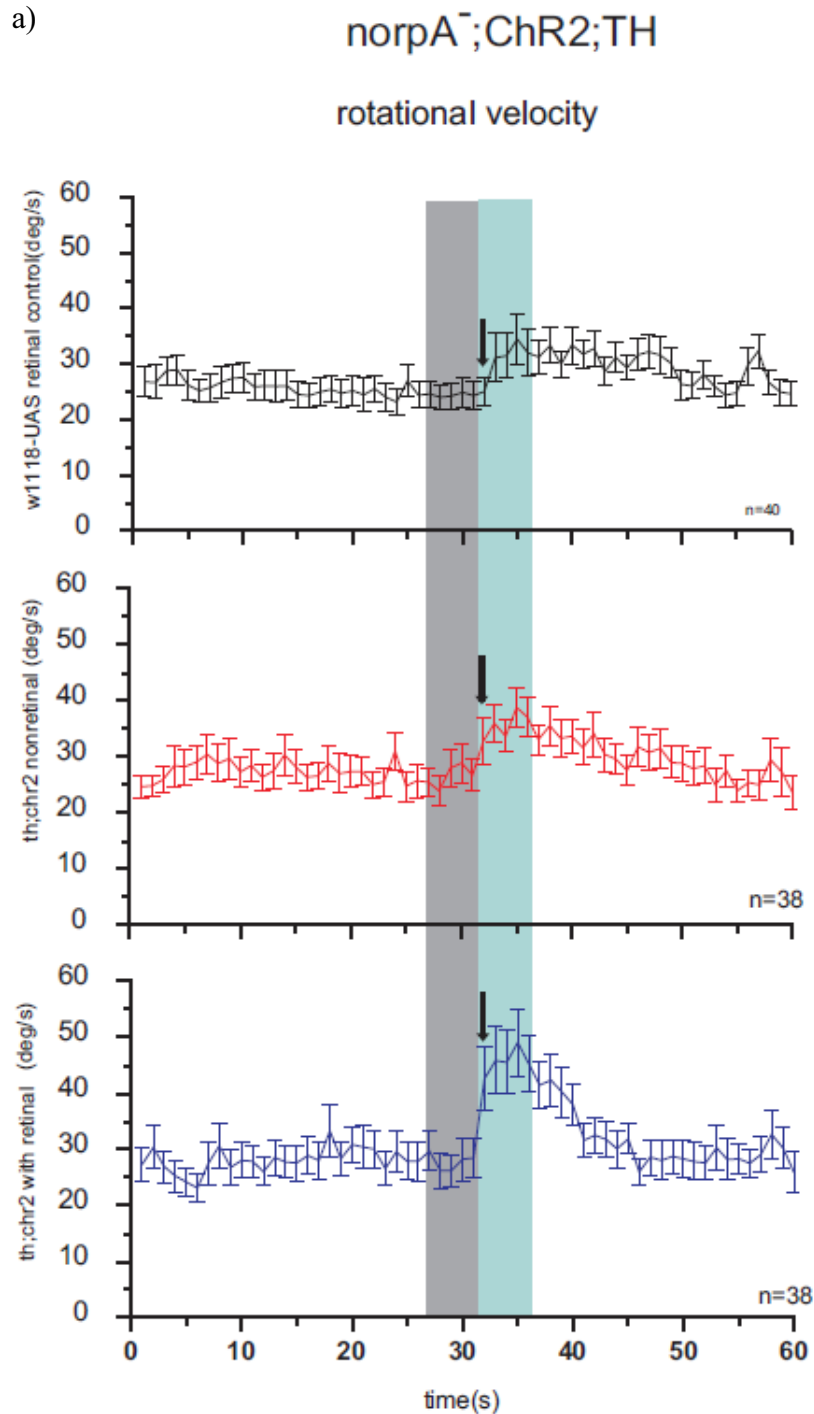 a)
norpA⁻;ChR2;TH
rotational velocity
w1118-UAS retinal control(deg/s)
60
50
40
30
20
10
0
n=40
th;chr2 nonretinal (deg/s)
60
50
40
30
20
10
0
n=38
th;chr2 with retinal (deg/s)
60
50
40
30
20
10
0
n=38
0 10 20 30 40 50 60
time(s)